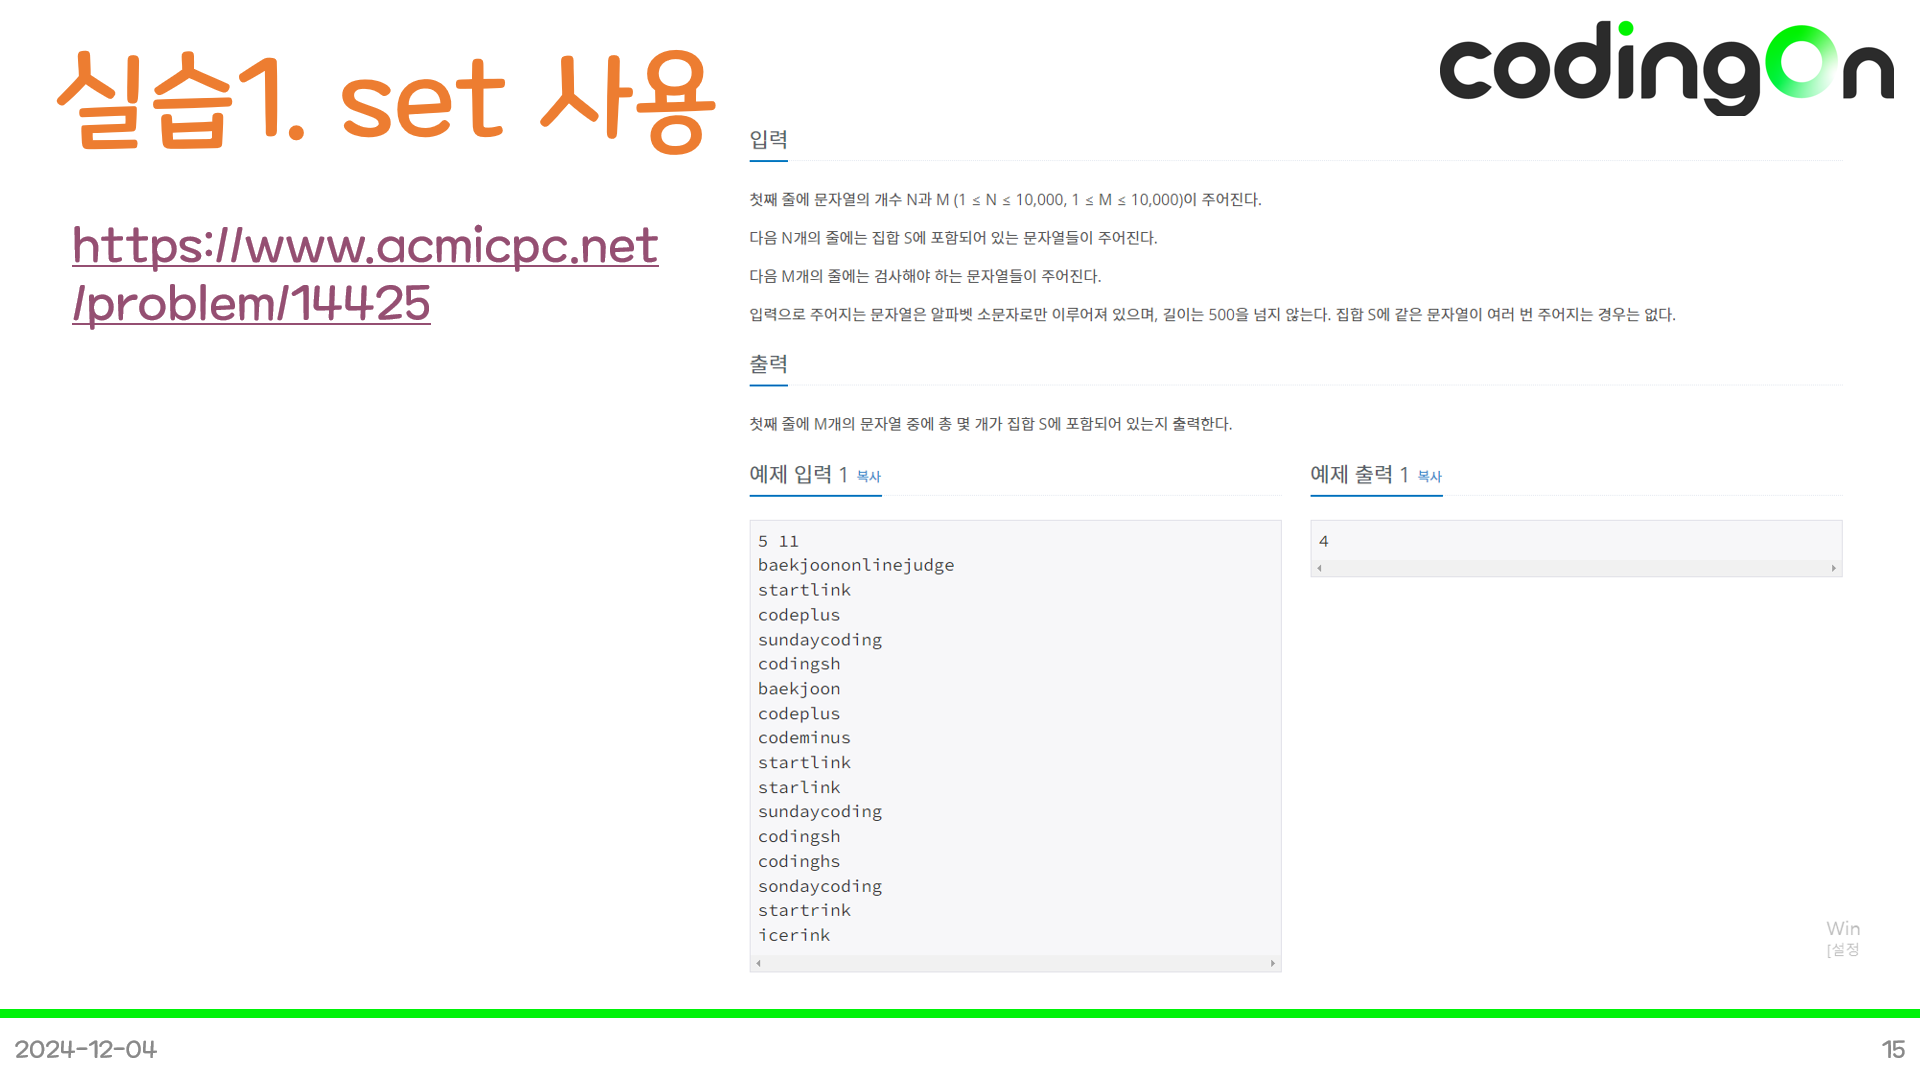 실습1. set 사용
codingOn
https://www.acmicpc.net
/problem/14425
입력
첫째 줄에 문자열의 개수 N과 M (1 ≤ N ≤ 10,000, 1 ≤ M ≤ 10,000)이 주어진다.
다음 N개의 줄에는 집합 S에 포함되어 있는 문자열들이 주어진다.
다음 M개의 줄에는 검사해야 하는 문자열들이 주어진다.
입력으로 주어지는 문자열은 알파벳 소문자로만 이루어져 있으며, 길이는 500을 넘지 않는다. 집합 S에 같은 문자열이 여러 번 주어지는 경우는 없다.
출력
첫째 줄에 M개의 문자열 중에 총 몇 개가 집합 S에 포함되어 있는지 출력한다.
예제 입력 1 복사
5 11
baekjoononlinejudge
startlink
codeplus
sundaycoding
codingsh
baekjoon
codeplus
codeminus
startlink
starlink
sundaycoding
codingsh
codinghs
sondaycoding
startrink
icerink
예제 출력 1 복사
4
Win
[설정
2024-12-04
15